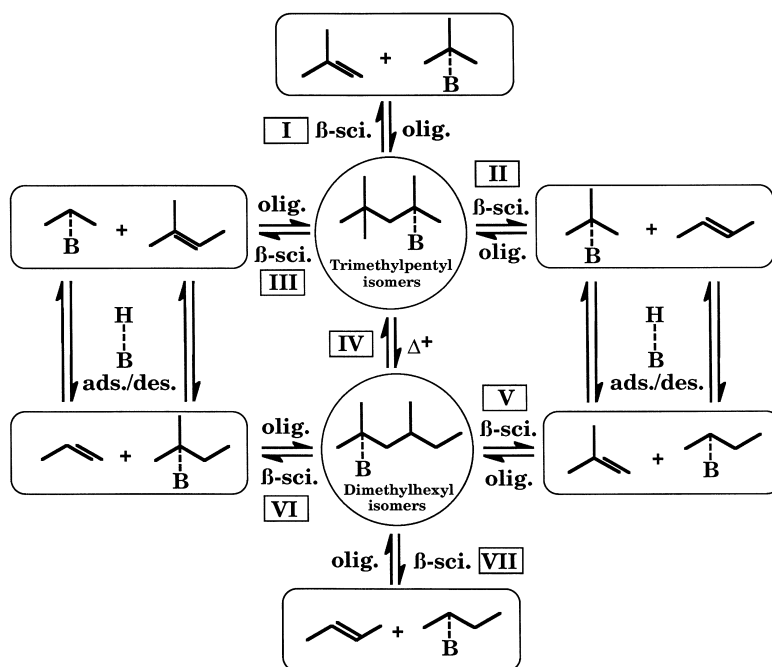 +
B
I ß-sci. olig.
II
olig. ß-sci.
+
B
ß-sci. olig.
+
B
III
Trimethylpentyl
isomers
H
B
ads./des.
IV Δ+
H
B
ads./des.
V
olig. ß-sci.
+
B
ß-sci. olig.
+
B
B
VI
Dimethylhexyl
isomers
olig. ß-sci. VII
+
B